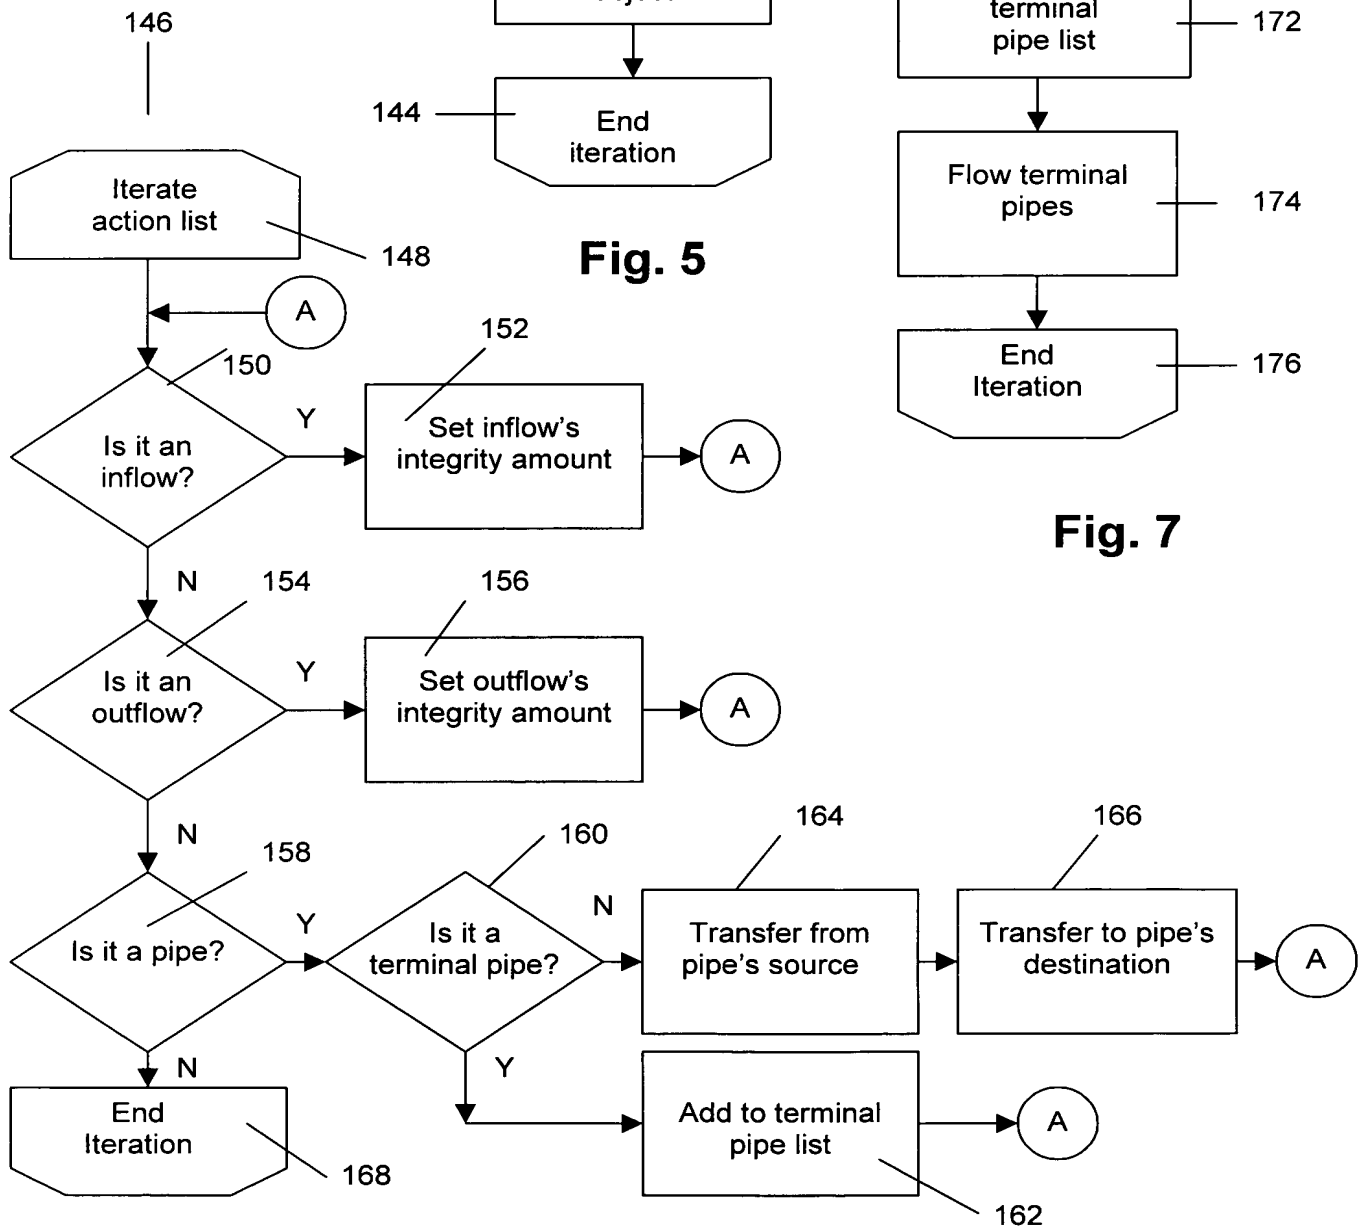 146
terminal
pipe list
172
144
End
iteration
Iterate
action list
148
Flow terminal
pipes
174
Fig. 5
A
150
152
End
Iteration
176
Is it an
inflow?
Y
Set inflow's
integrity amount
A
Fig. 7
N
154
156
Is it an
outflow?
Y
Set outflow's
integrity amount
A
N
158
160
164
166
Is it a pipe?
Y
Is it a
terminal pipe?
N
Transfer from
pipe's source
Transfer to pipe's
destination
A
N
Y
End
Iteration
168
Add to terminal
pipe list
A
162